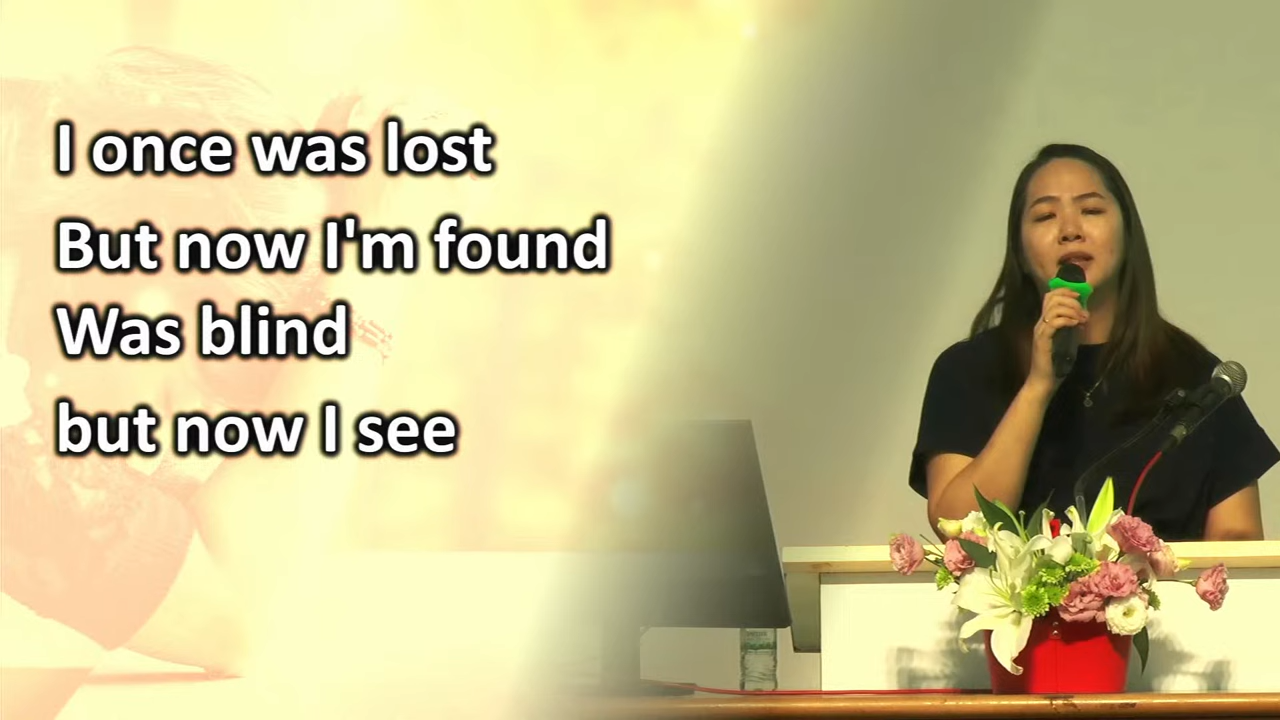 I once was lost
But now I'm found
Was blind
but now I see